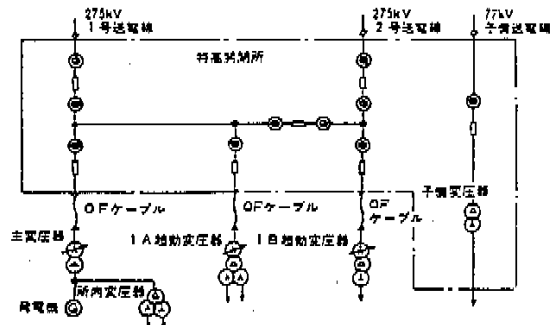 275kV
1号送電線
275kV
2号送電線
77kV
予備送電線
特高開閉所
OFケーブル
OFケーブル
OF
ケーブル
予備変圧器
主変圧器
1A起動変圧器
1B起動変圧器
所内変圧器
発電機
G